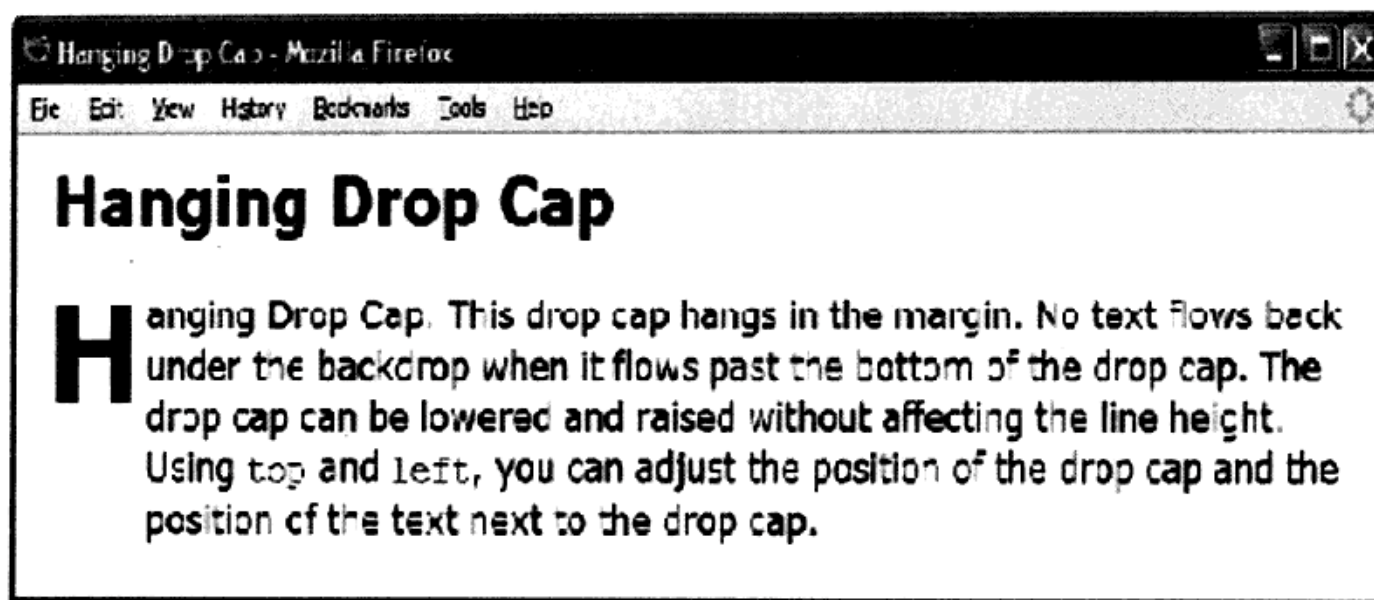 Hanging Drop Cap - Mozilla Firefox
File Edit View History Bookmarks Tools Help
Hanging Drop Cap
Hanging Drop Cap. This drop cap hangs in the margin. No text flows back
under the backdrop when it flows past the bottom of the drop cap. The
drop cap can be lowered and raised without affecting the line height.
Using top and left, you can adjust the position of the drop cap and the
position of the text next to the drop cap.